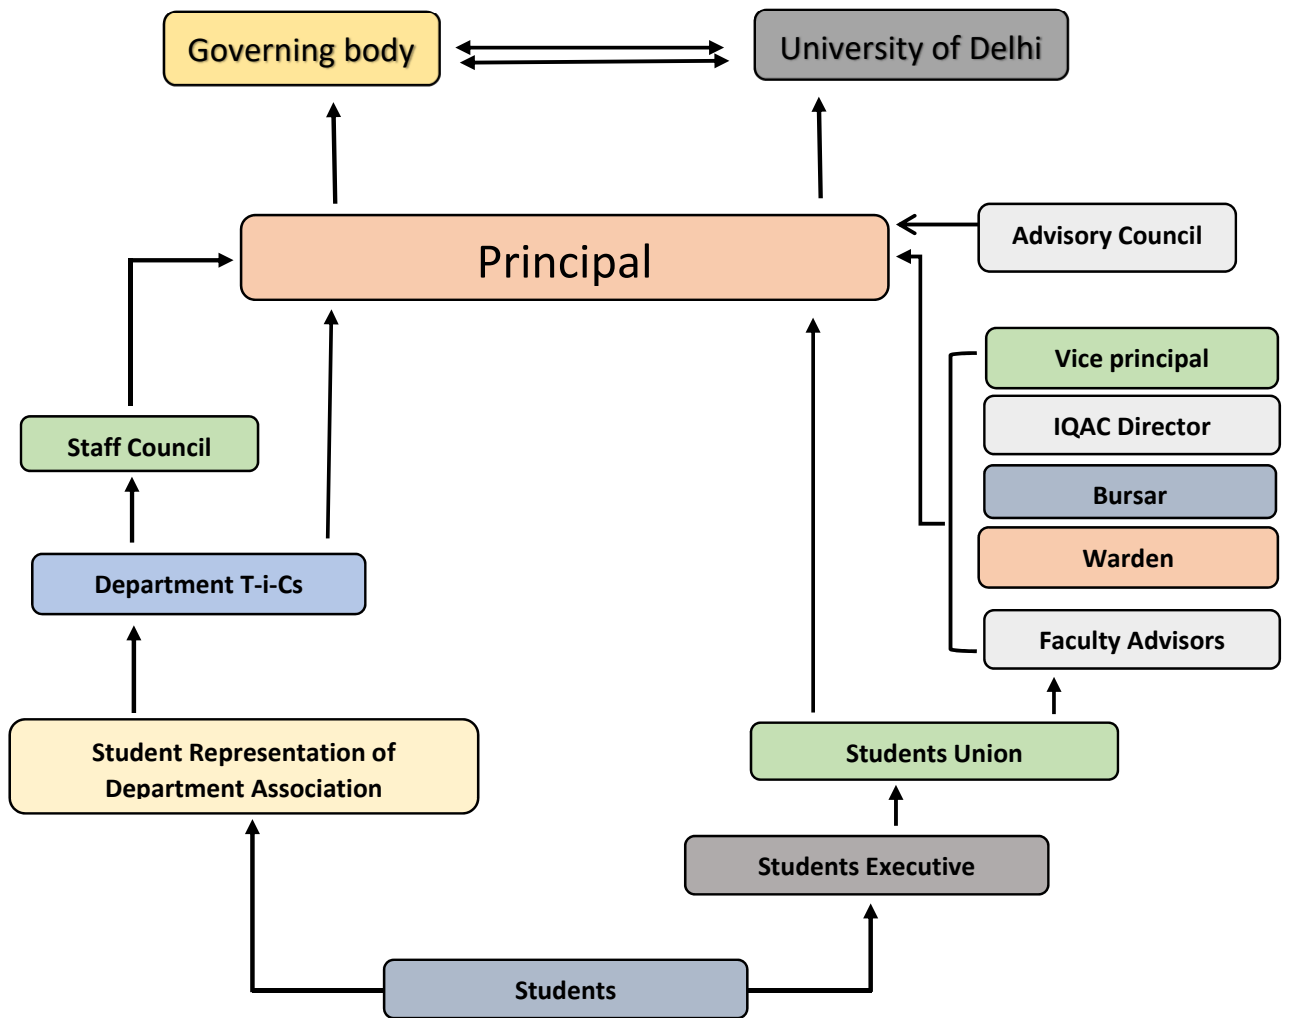 Governing body
University of Delhi
Principal
Advisory Council
Vice principal
IQAC Director
Staff Council
Bursar
Warden
Department T-i-Cs
Faculty Advisors
Student Representation of
Department Association
Students Union
Students Executive
Students